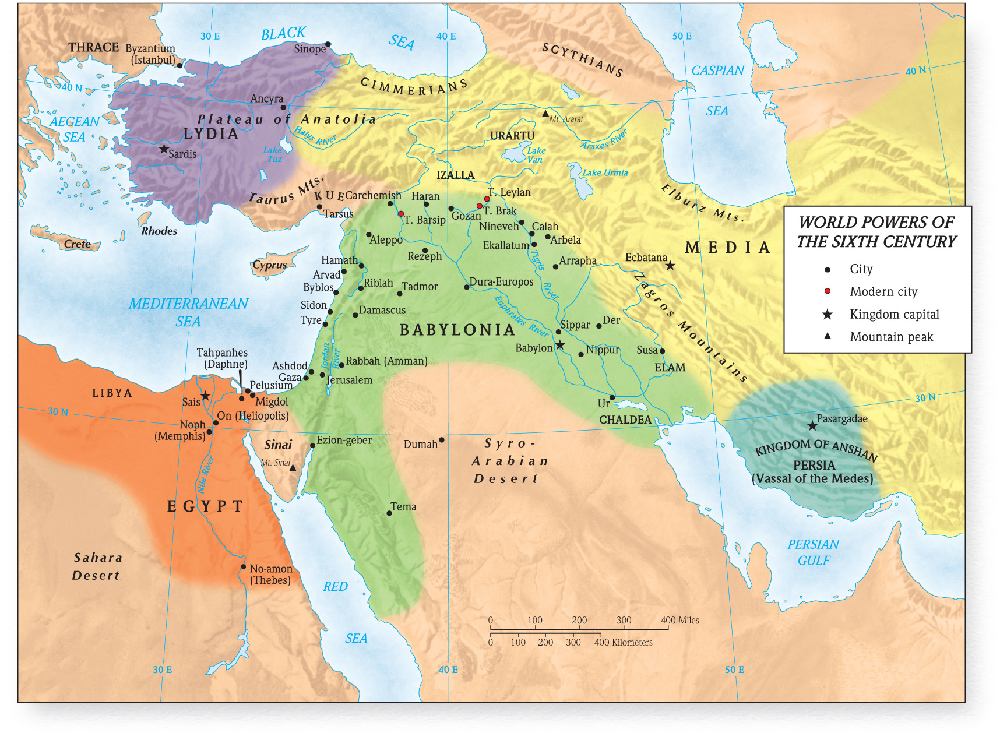 BLACK
SEA
30 E
40 E
50 E
THRACE
Byzantium
(Istanbul)
Sinope
SCYTHIANS
CASPIAN
SEA
40 N
40 N
CIMMERIANS
Ancyra
Plateau of Anatolia
AEGEAN
SEA
LYDIA
Sardis
Halys River
Lake
Tuz
Mt. Ararat
URARTU
Araxes River
Lake
Van
Lake Urmia
IZALLA
Taurus Mts.
KUE
Carchemish
Haran
T. Leylan
T. Brak
Gozan
T. Barsip
Tarsus
Elburz Mts.
Rhodes
Crete
Cyprus
Nineveh
Calah
Arbela
Ekallatum
Aleppo
Rezeph
Arrapha
Tigris
River
MEDIA
Ecbatana
Zagros Mountains
WORLD POWERS OF
THE SIXTH CENTURY
City
Modern city
Kingdom capital
Mountain peak
Hamath
Arvad
Byblos
Riblah
Tadmor
Dura-Europos
MEDITERRANEAN
SEA
Sidon
Tyre
Damascus
Euphrates River
BABYLONIA
Sippar
Der
Babylon
Nippur
Susa
ELAM
Tahpanhes
(Daphne)
Jordan
River
Rabbah (Amman)
Ashdod
Gaza
Jerusalem
LIBYA
Pelusium
Sais
Migdol
On (Heliopolis)
30 N
30 N
Noph
(Memphis)
Ur
CHALDEA
Sinai
Mt. Sinai
Ezion-geber
Dumah
Syro-
Arabian
Desert
Pasargadae
KINGDOM OF ANSHAN
PERSIA
(Vassal of the Medes)
Nile River
EGYPT
Tema
Sahara
Desert
No-amon
(Thebes)
RED
SEA
PERSIAN
GULF
0 100 200 300 400 Miles
0 100 200 300 400 Kilometers
30 E
40 E
50 E